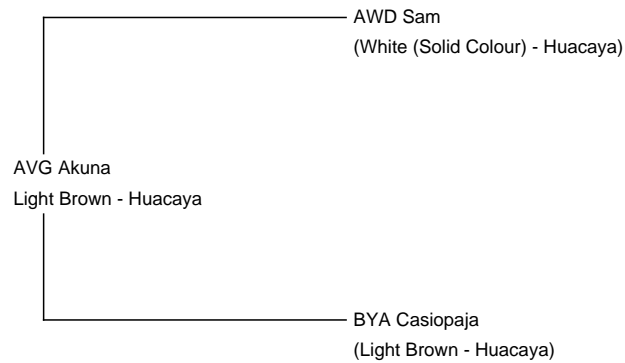 AWD Sam
(White (Solid Colour) - Huacaya)
AVG Akuna
Light Brown - Huacaya
BYA Casiopaja
(Light Brown - Huacaya)